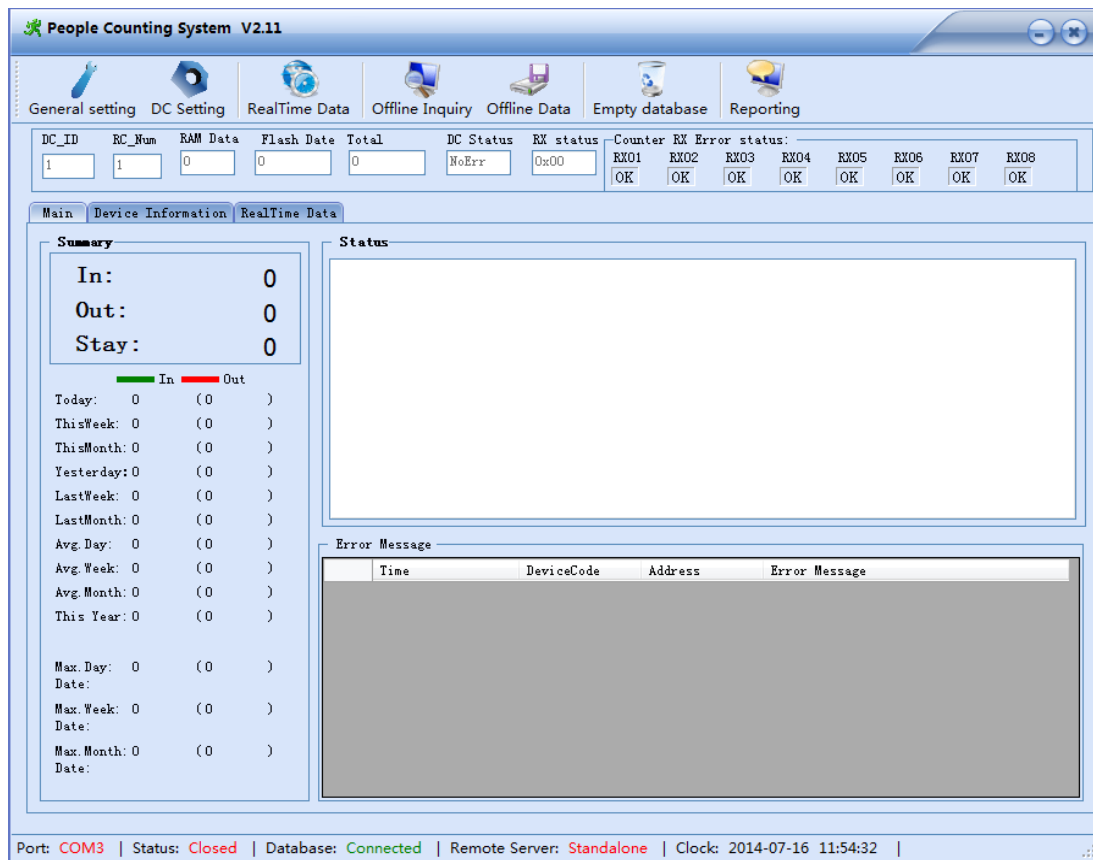 People Counting System V2.11
General setting DC Setting RealTime Data Offline Inquiry Offline Data Empty database Reporting
DC_ID RC_Num RAM Data Flash Date Total DC Status RX status Counter RX Error status:
RX01 RX02 RX03 RX04 RX05 RX06 RX07 RX08
1 1 0 0 0 NoErr 0x00 OK OK OK OK OK OK OK OK
Main Device Information RealTime Data
Summary
In: 0
Out: 0
Stay: 0
In Out
Today: 0 (0 )
ThisWeek: 0 (0 )
ThisMonth: 0 (0 )
Yesterday: 0 (0 )
LastWeek: 0 (0 )
LastMonth: 0 (0 )
Avg.Day: 0 (0 )
Avg.Week: 0 (0 )
Avg.Month: 0 (0 )
This Year: 0 (0 )
Max.Day: 0 (0 )
Date:
Max.Week: 0 (0 )
Date:
Max.Month: 0 (0 )
Date:
Status
Error Message
Time DeviceCode Address Error Message
Port: COM3 | Status: Closed | Database: Connected | Remote Server: Standalone | Clock: 2014-07-16 11:54:32 |